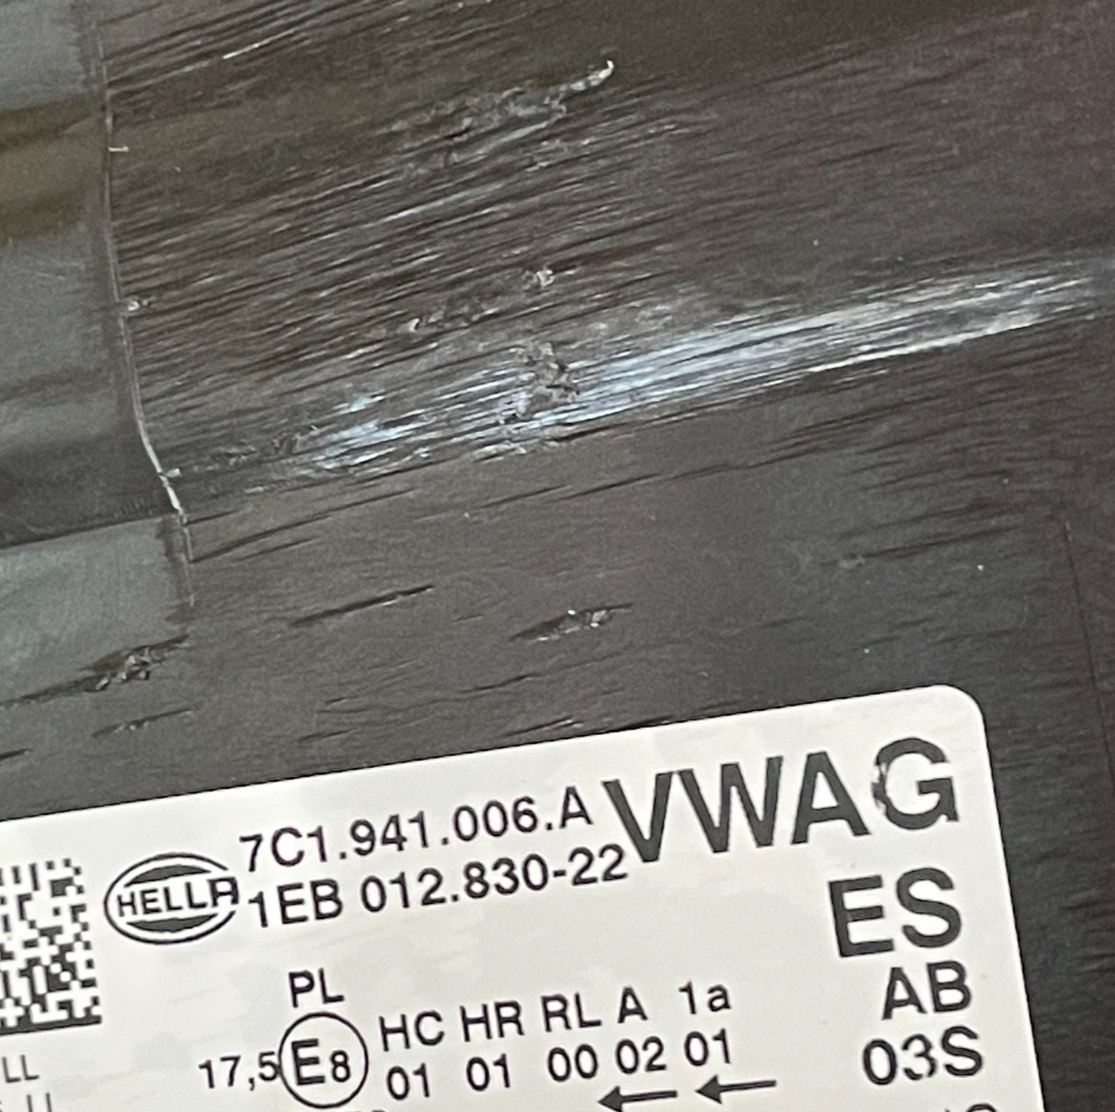 7C1.941.006.A VWAG
HELLA 1EB 012.830-22
ES
PL
AB
HC HR RL A 1a
17,5 E8 01 01 00 02 01
03S
LL